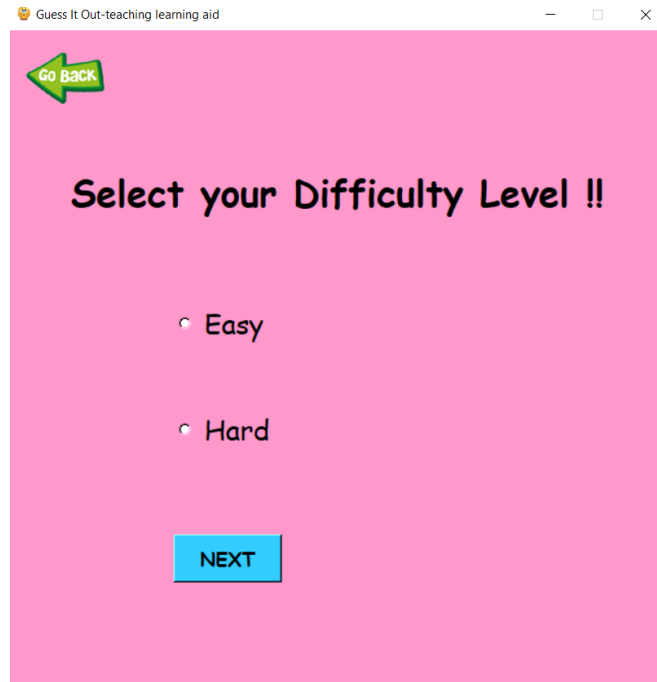 Guess It Out-teaching learning aid
GO BACK
Select your Difficulty Level !!
Easy
Hard
NEXT